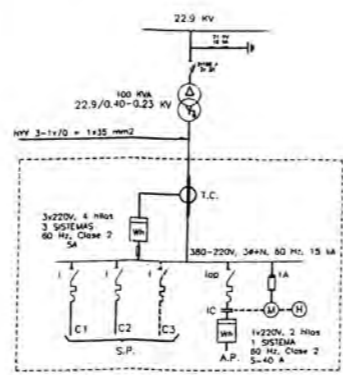 22.9 KV
100 KVA
22.9/0.40-0.23 KV
NYY 3-1x70 + 1x35 mm2
T.C.
3x220V, 4 hilos
3 SISTEMAS
60 Hz, Clase 2
5A
Wh
380-220V, 3Ø+N, 60 Hz, 15 kA
I
I
I
Iap
1A
IC
M
H
C1
C2
C3
S.P.
Wh
A.P.
1x220V, 2 hilos
1 SISTEMA
60 Hz, Clase 2
5-40 A